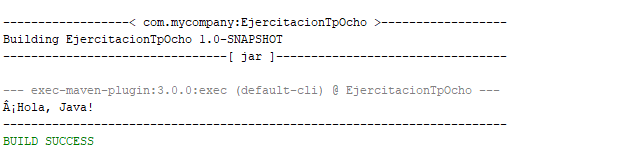 ------------------< com.mycompany:EjercitacionTpOcho >------------------
Building EjercitacionTpOcho 1.0-SNAPSHOT
--------------------------------[ jar ]---------------------------------
--- exec-maven-plugin:3.0.0:exec (default-cli) @ EjercitacionTpOcho ---
Â¡Hola, Java!
------------------------------------------------------------------------
BUILD SUCCESS